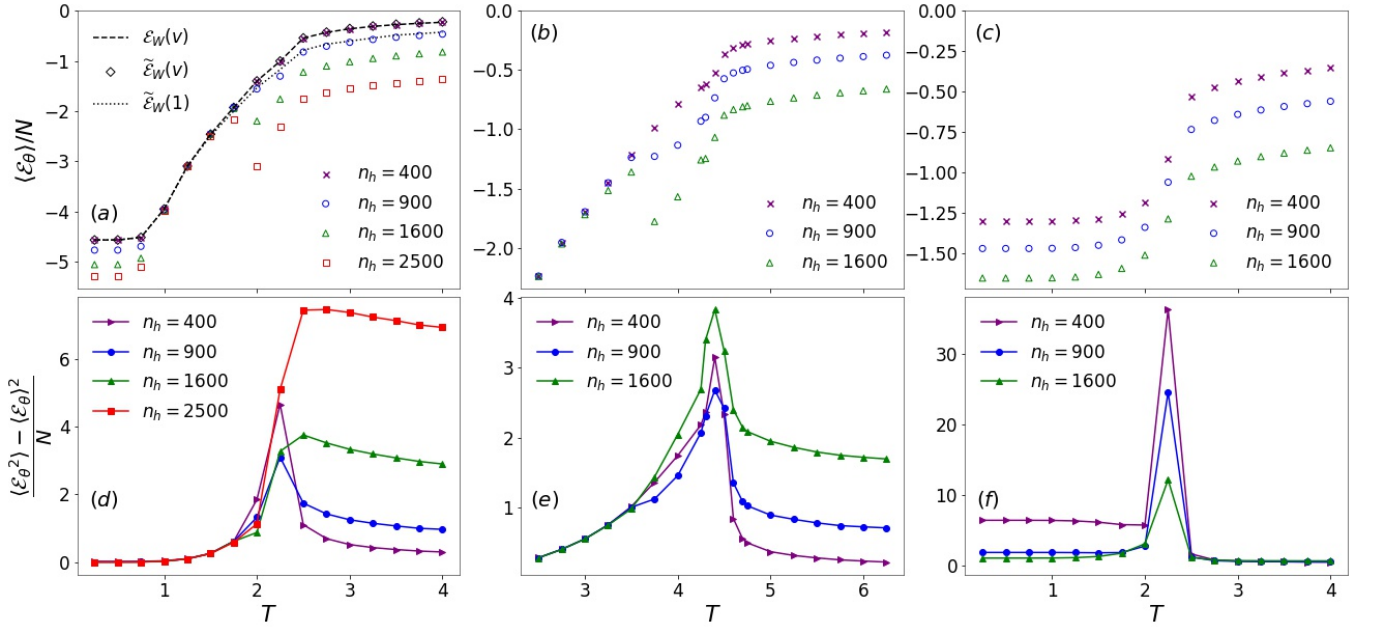 ⟨ℰ_θ⟩/N
0
−1
−2
−3
−4
−5
ℰ_W(v)
ℰ̃_W(v)
ℰ̃_W(1)
(a)
n_h = 400
n_h = 900
n_h = 1600
n_h = 2500
0.0
−0.5
−1.0
−1.5
−2.0
(b)
n_h = 400
n_h = 900
n_h = 1600
0.00
−0.25
−0.50
−0.75
−1.00
−1.25
−1.50
(c)
n_h = 400
n_h = 900
n_h = 1600
⟨ℰ_θ²⟩ − ⟨ℰ_θ⟩²
N
6
4
2
0
n_h = 400
n_h = 900
n_h = 1600
n_h = 2500
(d)
1 2 3 4
T
4
3
2
1
n_h = 400
n_h = 900
n_h = 1600
(e)
3 4 5 6
T
30
20
10
0
n_h = 400
n_h = 900
n_h = 1600
(f)
1 2 3 4
T